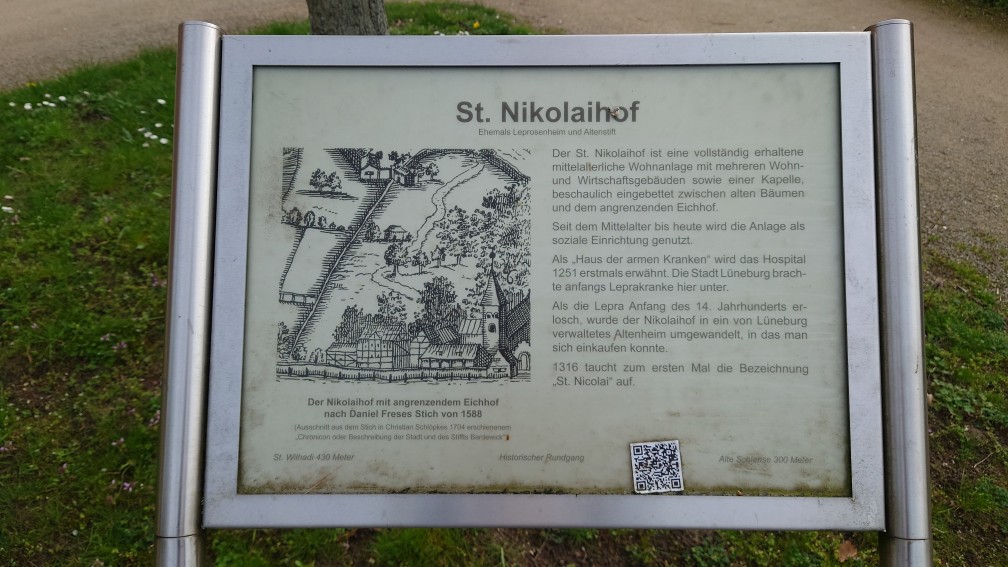 St. Nikolaihof
Ehemals Leprosenheim und Altenstift
Der St. Nikolaihof ist eine vollständig erhaltene
mittelalterliche Wohnanlage mit mehreren Wohn-
und Wirtschaftsgebäuden sowie einer Kapelle,
beschaulich eingebettet zwischen alten Bäumen
und dem angrenzenden Eichhof.
Seit dem Mittelalter bis heute wird die Anlage als
soziale Einrichtung genutzt.
Als „Haus der armen Kranken“ wird das Hospital
1251 erstmals erwähnt. Die Stadt Lüneburg brach-
te anfangs Leprakranke hier unter.
Als die Lepra Anfang des 14. Jahrhunderts er-
losch, wurde der Nikolaihof in ein von Lüneburg
verwaltetes Altenheim umgewandelt, in das man
sich einkaufen konnte.
1316 taucht zum ersten Mal die Bezeichnung
„St. Nicolai“ auf.
Der Nikolaihof mit angrenzendem Eichhof
nach Daniel Freses Stich von 1588
(Ausschnitt aus dem Stich in Christian Schlöpkes 1704 erschienenem
„Chronicon oder Beschreibung der Stadt und des Stiffts Bardewick“)
St. Wilhadi 430 Meter
Historischer Rundgang
Alte Schleuse 300 Meter